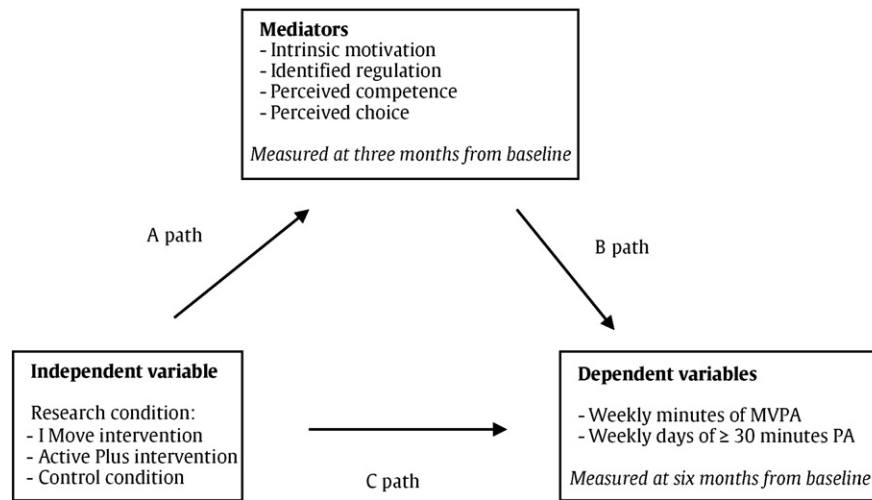 Mediators
- Intrinsic motivation
- Identified regulation
- Perceived competence
- Perceived choice
Measured at three months from baseline
A path
B path
Independent variable
Research condition:
- I Move intervention
- Active Plus intervention
- Control condition
C path
Dependent variables
- Weekly minutes of MVPA
- Weekly days of ≥ 30 minutes PA
Measured at six months from baseline